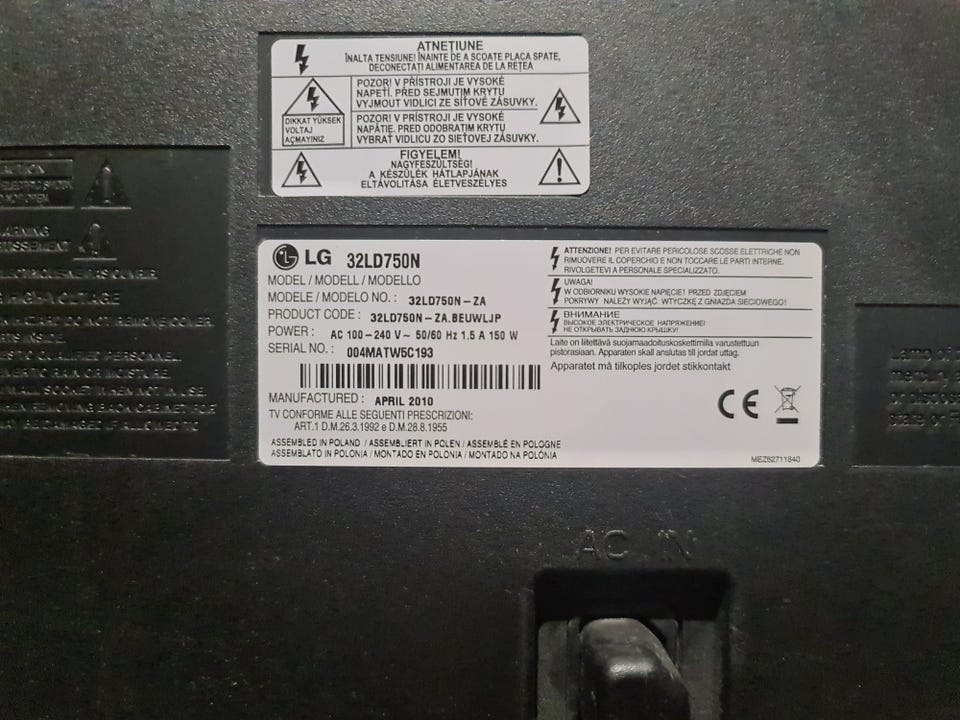 ATNEȚIUNE
ÎNALTA TENSIUNE! ÎNAINTE DE A SCOATE PLACA SPATE,
DECONECTAȚI ALIMENTAREA DE LA REȚEA
POZOR! V PŘÍSTROJI JE VYSOKÉ
NAPETÍ. PŘED SEJMUTIM KRYTU
VYJMOUT VIDLICI ZE SÍŤOVÉ ZÁSUVKY.
DIKKAT YÜKSEK
VOLTAJ
AÇMAYINIZ
POZOR! V PRÍSTROJI JE VYSOKÉ
NAPÄTIE. PRED ODOBRATIM KRYTU
VYBRAŤ VIDLICU ZO SIEŤOVEJ ZÁSUVKY.
FIGYELEM!
NAGYFESZÜLTSÉG!
A KÉSZÜLÉK HÁTLAPJÁNAK
ELTÁVOLITÁSA ÉLETVESZÉLYES
LG 32LD750N
MODEL / MODELL / MODELLO
MODELE / MODELO NO. : 32LD750N-ZA
PRODUCT CODE : 32LD750N-ZA.BEUWLJP
POWER : AC 100-240 V~ 50/60 Hz 1.5 A 150 W
SERIAL NO. : 004MATW5C193
MANUFACTURED : APRIL 2010
TV CONFORME ALLE SEGUENTI PRESCRIZIONI:
ART.1 D.M.26.3.1992 e D.M.28.8.1955
ASSEMBLED IN POLAND / ASSEMBLIERT IN POLEN / ASSEMBLÉ EN POLOGNE
ASSEMBLATO IN POLONIA / MONTADO EN POLONIA / MONTADO NA POLÓNIA
ATTENZIONE! PER EVITARE PERICOLOSE SCOSSE ELETTRICHE NON
RIMUOVERE IL COPERCHIO E NON TOCCARE LE PARTI INTERNE.
RIVOLGETEVI A PERSONALE SPECIALIZZATO.
UWAGA!
W ODBIORNIKU WYSOKIE NAPIĘCIE! PRZED ZDJĘCIEM
POKRYWY NALEŻY WYJĄĆ WTYCZKĘ Z GNIAZDA SIECIOWEGO!
ВНИМАНИЕ
ВЫСОКОЕ ЭЛЕКТРИЧЕСКОЕ НАПРЯЖЕНИЕ!
НЕ ОТКРЫВАТЬ ЗАДНЮЮ КРЫШКУ!
Laite on liitettävä suojamaadoituskoskettimilla varustettuun
pistorasiaan. Apparaten skall anslutas till jordat uttag.
Apparatet må tilkoples jordet stikkontakt
CE
MEZ62711840
AC IN